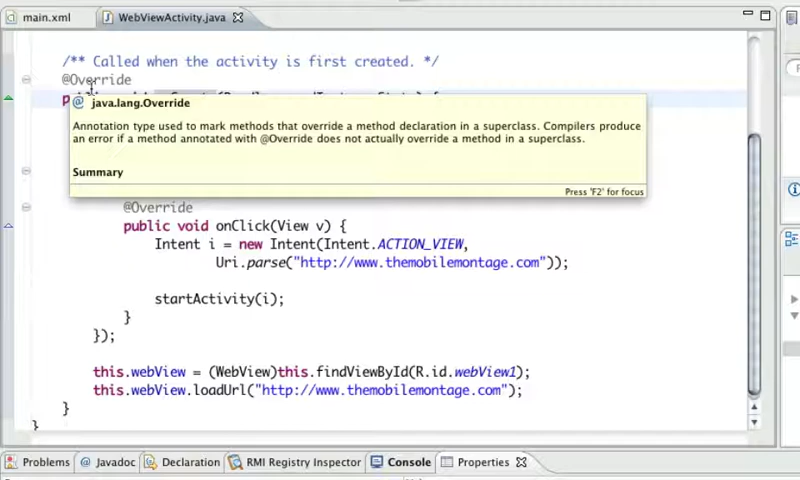 main.xml
WebViewActivity.java
/** Called when the activity is first created. */
@Override
java.lang.Override
Annotation type used to mark methods that override a method declaration in a superclass. Compilers produce
an error if a method annotated with @Override does not actually override a method in a superclass.
Summary
Press 'F2' for focus
@Override
public void onClick(View v) {
Intent i = new Intent(Intent.ACTION_VIEW,
Uri.parse("http://www.themobilemontage.com"));
startActivity(i);
}
});
this.webView = (WebView)this.findViewById(R.id.webView1);
this.webView.loadUrl("http://www.themobilemontage.com");
}
}
Problems
@ Javadoc
Declaration
RMI Registry Inspector
Console
Properties